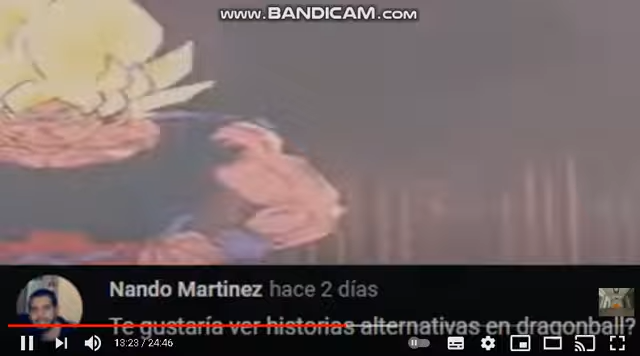 www.BANDICAM.com
Nando Martinez hace 2 días
Te gustaría ver historias alternativas en dragonball?
13:23 / 24:46